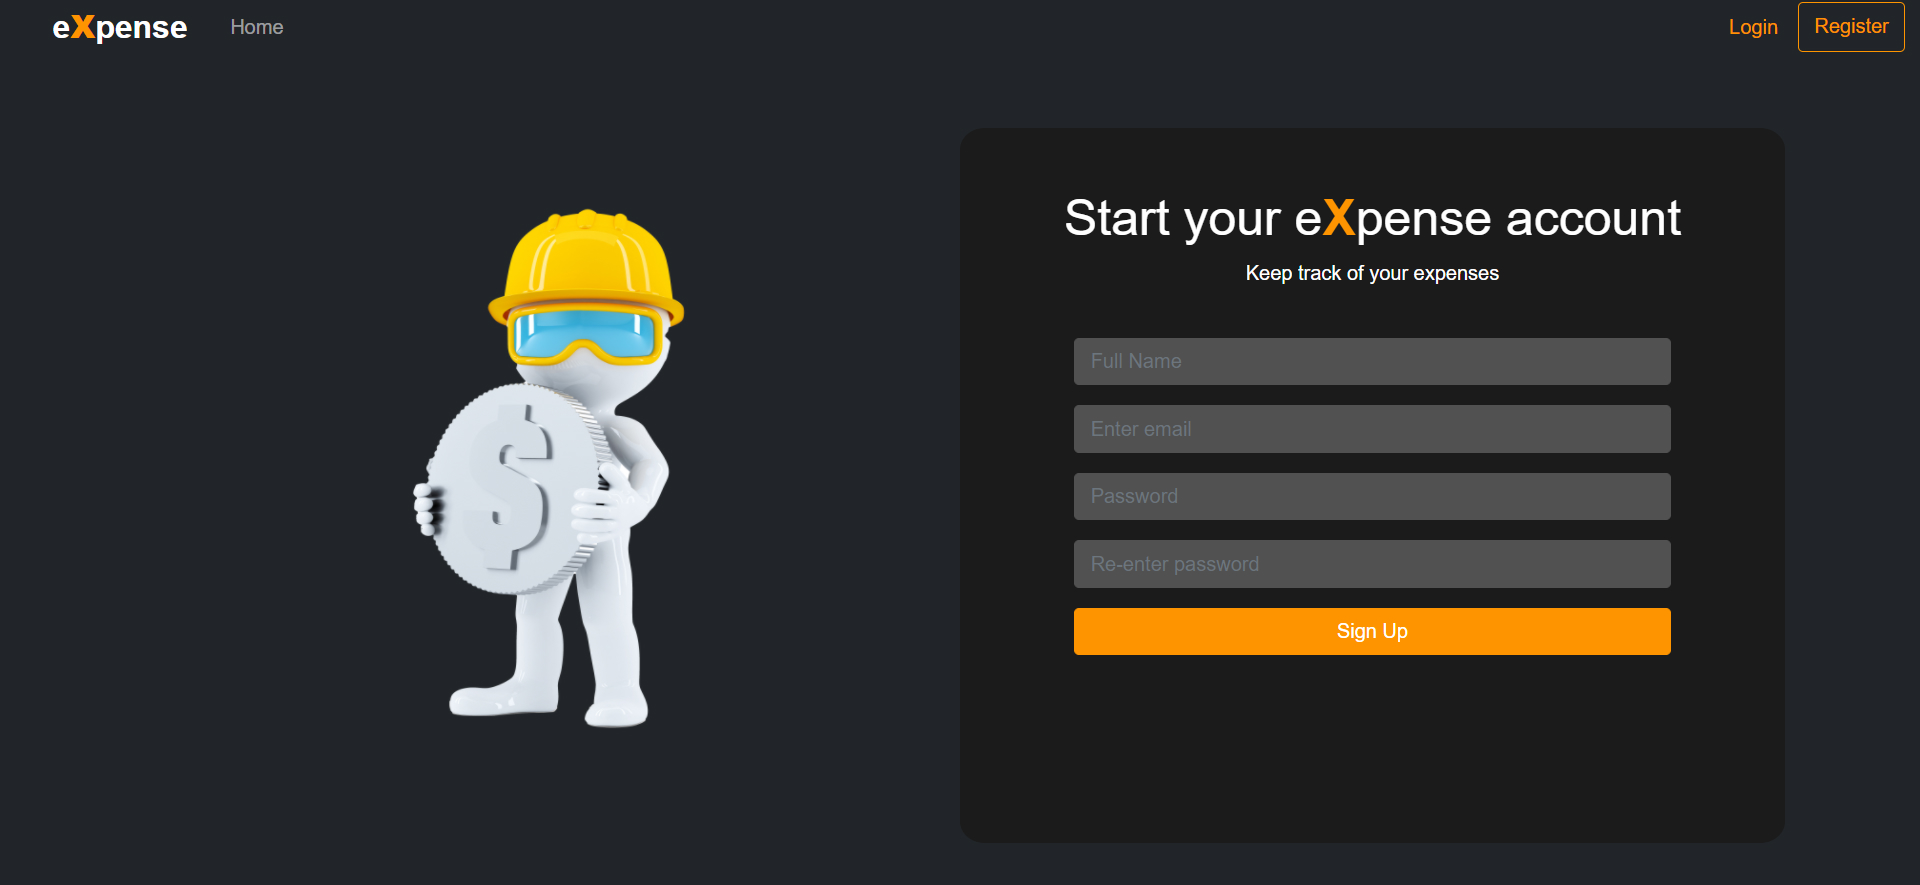 eXpense
Home
Login
Register
Start your eXpense account
Keep track of your expenses
Full Name
Enter email
Password
Re-enter password
Sign Up
$